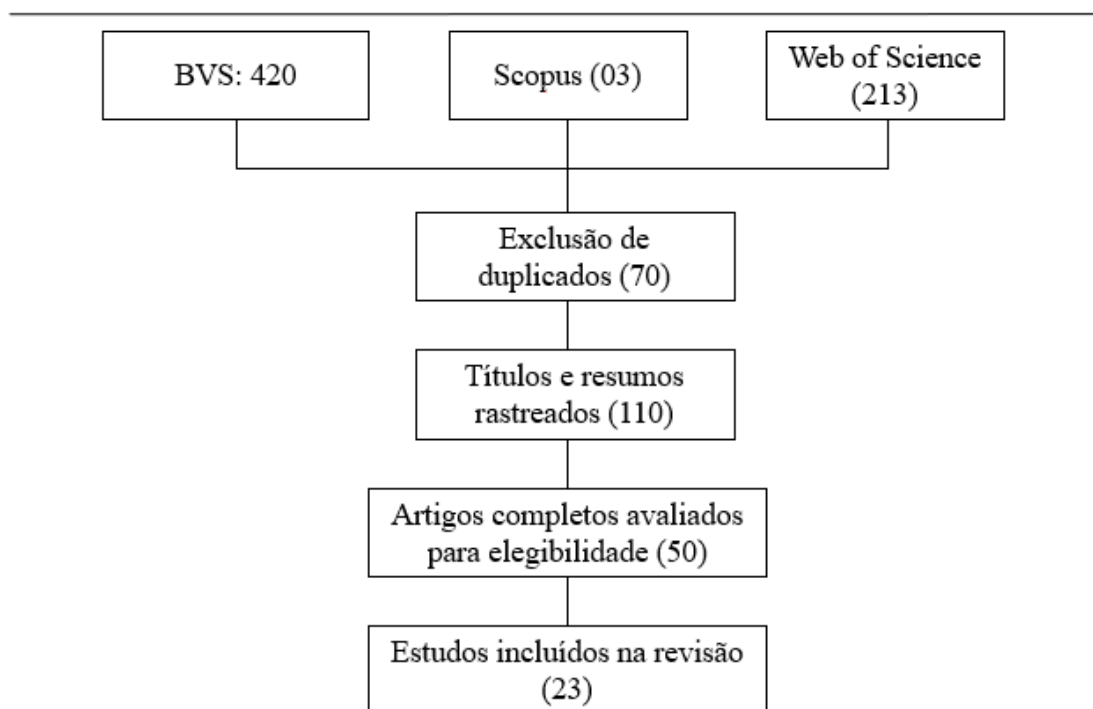 BVS: 420
Scopus (03)
Web of Science
(213)
Exclusão de
duplicados (70)
Títulos e resumos
rastreados (110)
Artigos completos avaliados
para elegibilidade (50)
Estudos incluídos na revisão
(23)